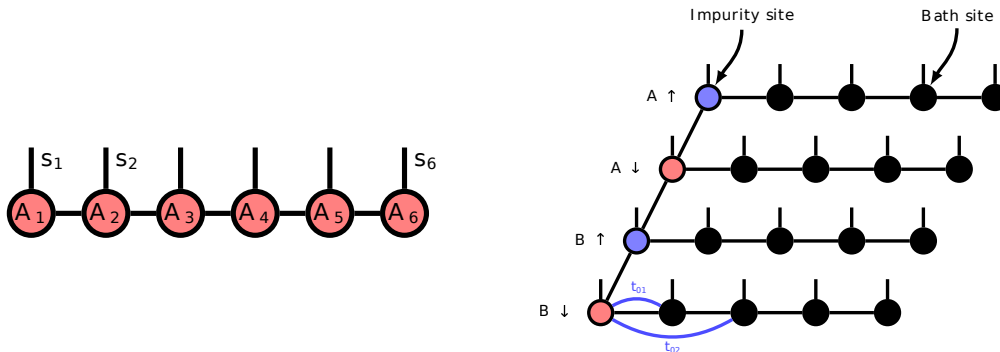 Impurity site
Bath site
A ↑
A ↓
B ↑
B ↓
t₀₁
t₀₂
s₁
s₂
s₆
A₁
A₂
A₃
A₄
A₅
A₆